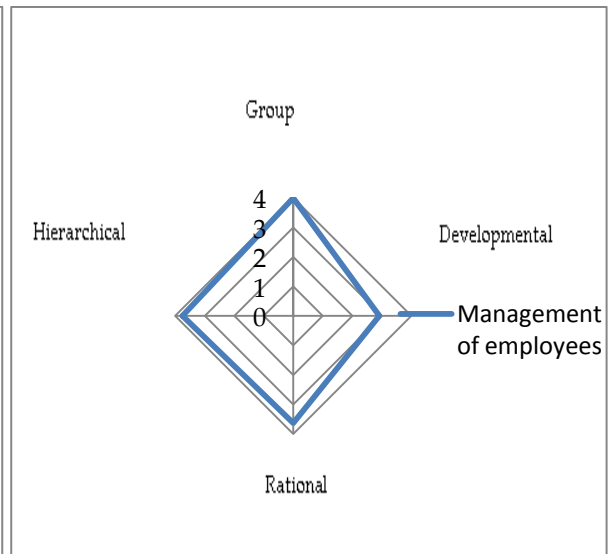 Group
4
3
2
1
0
Hierarchical
Developmental
Management
of employees
Rational